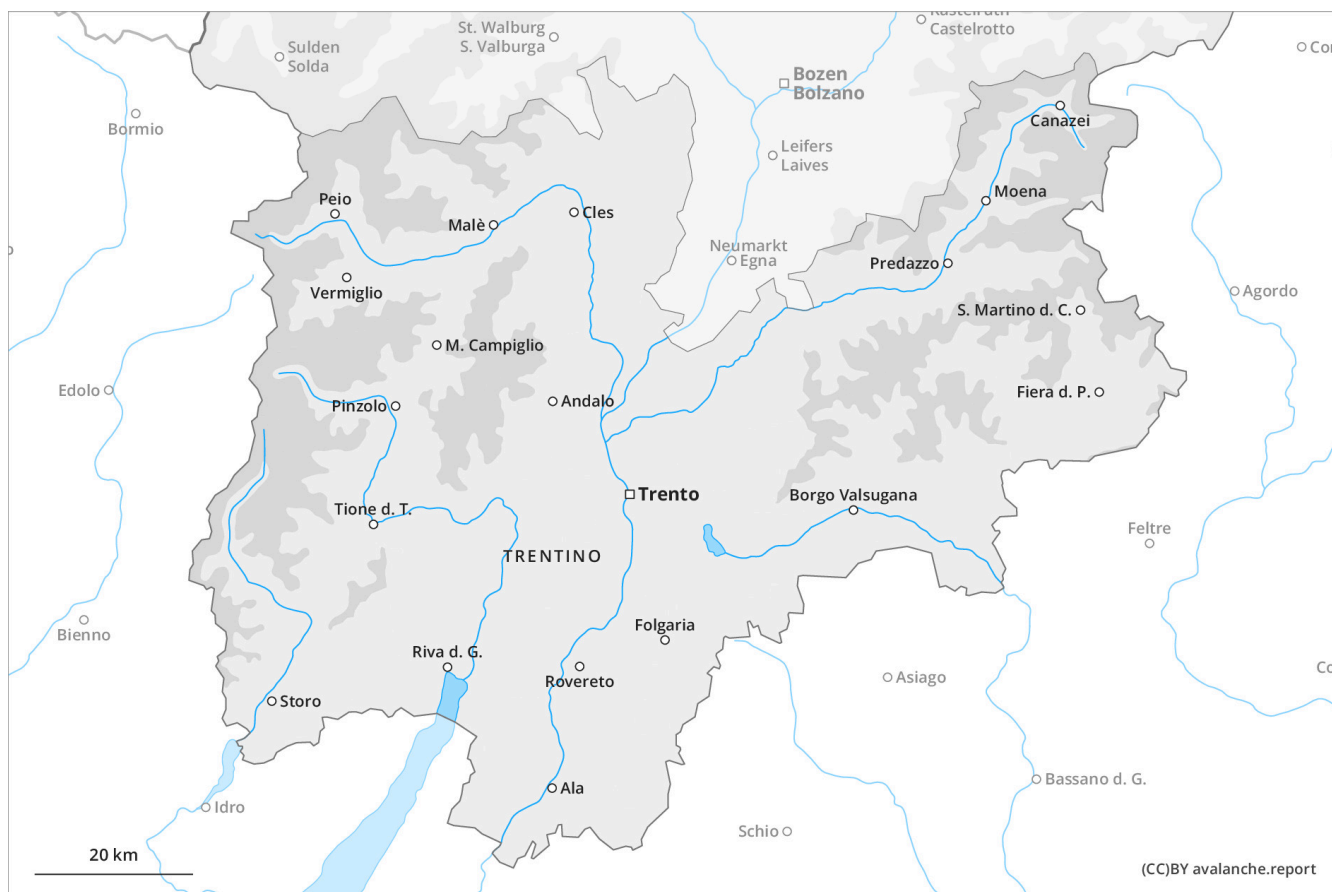 Kastelruth
Castelrotto
St. Walburg
S. Valburga
Sulden
Solda
Bozen
Bolzano
Bormio
Canazei
Leifers
Laives
Peio
Malè
Cles
Moena
Neumarkt
Egna
Predazzo
Vermiglio
Agordo
S. Martino d. C.
M. Campiglio
Edolo
Pinzolo
Andalo
Fiera d. P.
Trento
Borgo Valsugana
Tione d. T.
Feltre
TRENTINO
Bienno
Folgaria
Riva d. G.
Rovereto
Asiago
Storo
Ala
Bassano d. G.
Idro
Schio
20 km
(CC)BY avalanche.report